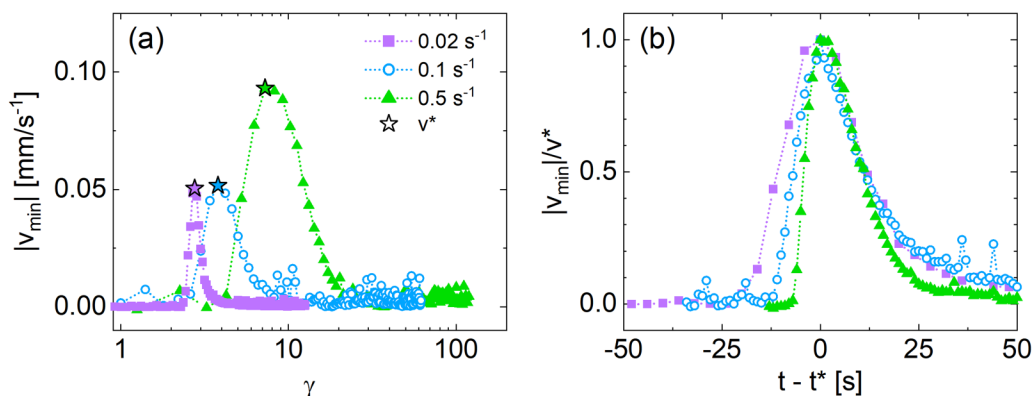 (a)
0.02 s⁻¹
0.1 s⁻¹
0.5 s⁻¹
v*
0.10
0.05
0.00
|v_min| [mm/s⁻¹]
1
10
100
γ
(b)
1.0
0.5
0.0
|v_min|/v*
-50
-25
0
25
50
t - t* [s]